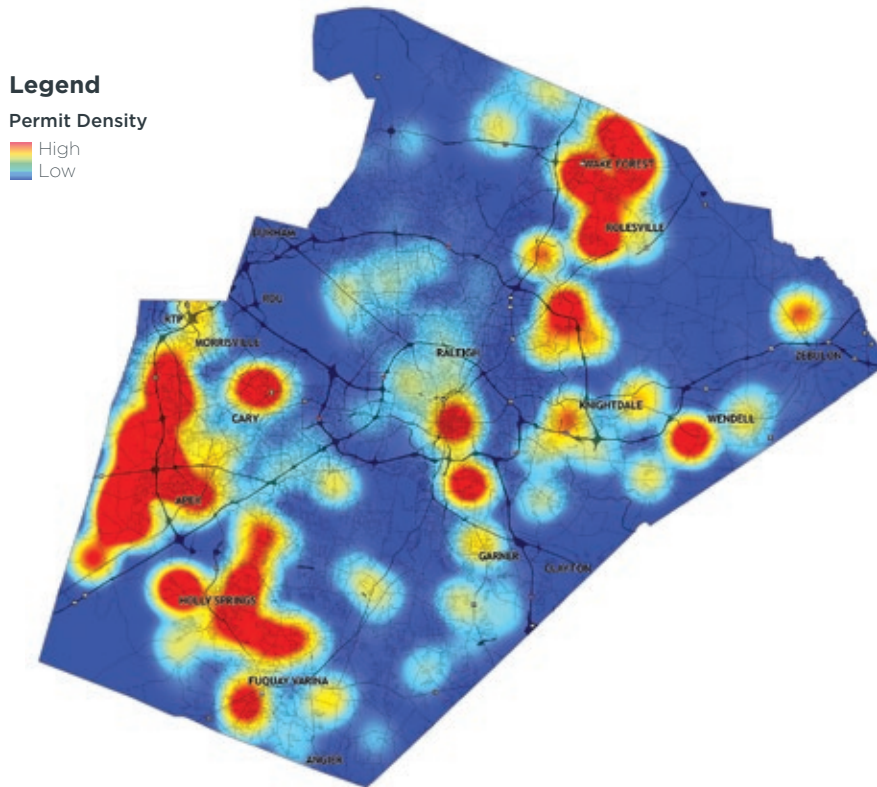 Legend
Permit Density
High
Low
WAKE FOREST
ROLESVILLE
DURHAM
RDU
RTP
MORRISVILLE
RALEIGH
ZEBULON
CARY
KNIGHTDALE
WENDELL
APEX
GARNER
CLAYTON
HOLLY SPRINGS
FUQUAY VARINA
ANGIER